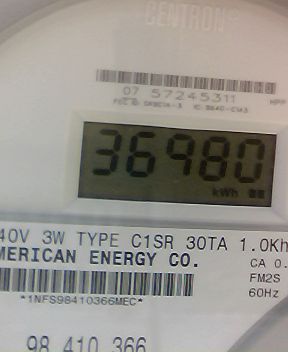 CENTRON®
07 57245311
HPP
36980
kWh
40V 3W TYPE C1SR 30TA 1.0Kh
MERICAN ENERGY CO.
CA 0.
FM2S
60Hz
*1NFS98410366MEC*
98 410 366